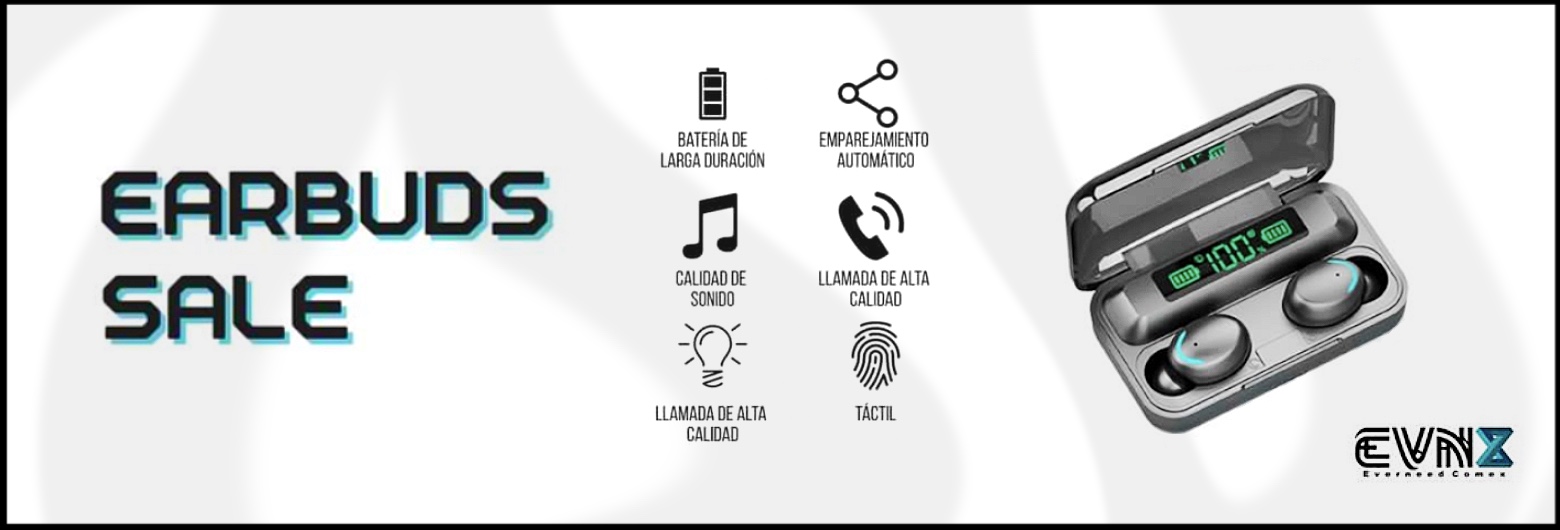 EARBUDS
SALE
BATERÍA DE
LARGA DURACIÓN
EMPAREJAMIENTO
AUTOMÁTICO
CALIDAD DE
SONIDO
LLAMADA DE ALTA
CALIDAD
LLAMADA DE ALTA
CALIDAD
TÁCTIL
100
EVNX
Everneed Comex